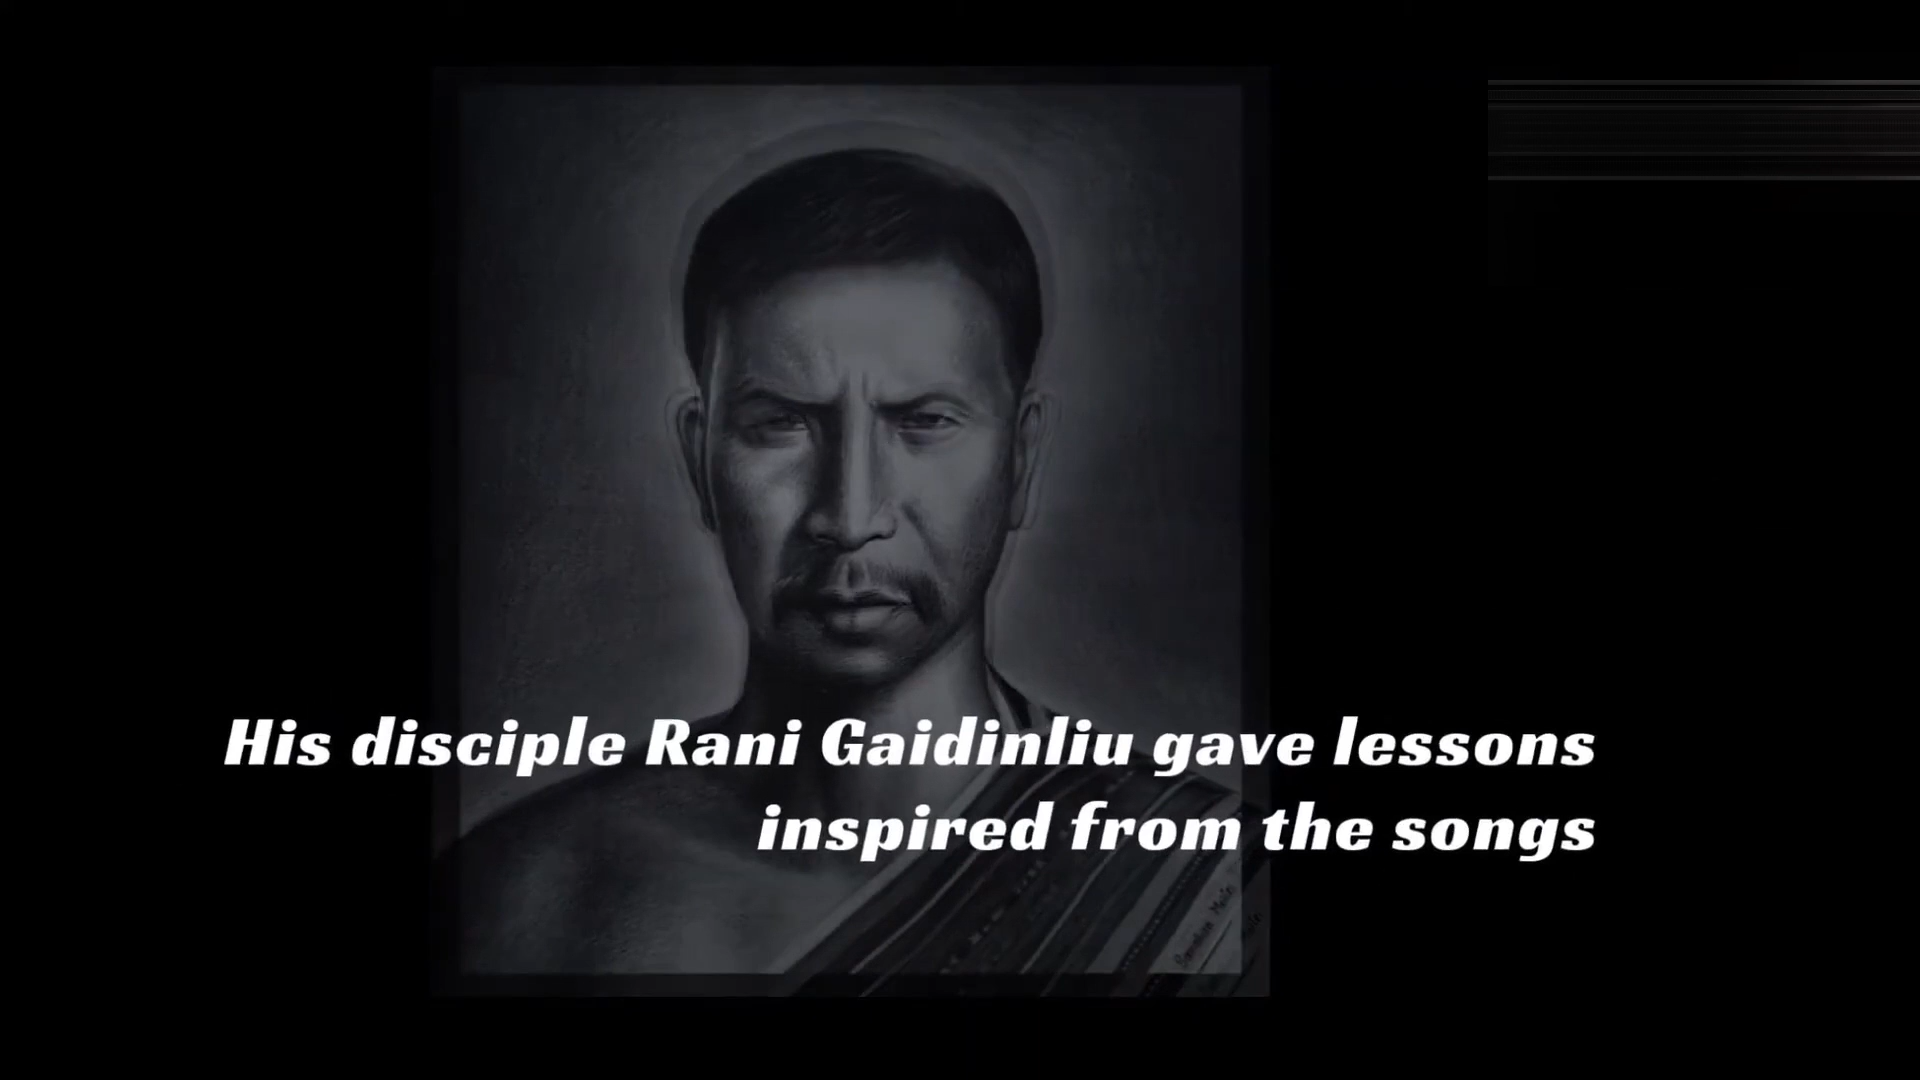 His disciple Rani Gaidinliu gave lessons
inspired from the songs